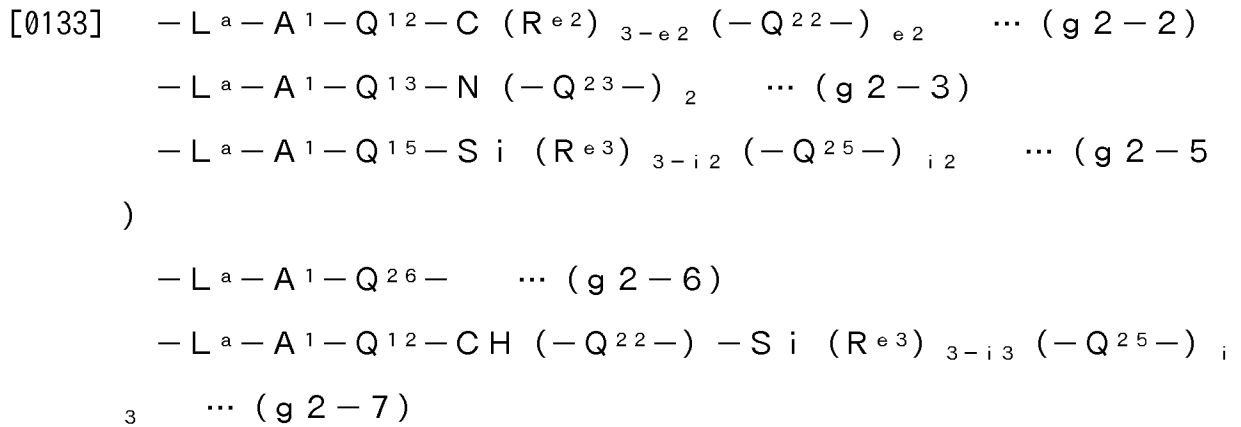 [0133] －Lᵃ－A¹－Q¹²－C(Rᵉ²)₃₋ₑ₂(－Q²²－)ₑ₂ …(g2－2)
－Lᵃ－A¹－Q¹³－N(－Q²³－)₂ …(g2－3)
－Lᵃ－A¹－Q¹⁵－Si(Rᵉ³)₃₋ᵢ₂(－Q²⁵－)ᵢ₂ …(g2－5
)
－Lᵃ－A¹－Q²⁶－ …(g2－6)
－Lᵃ－A¹－Q¹²－CH(－Q²²－)－Si(Rᵉ³)₃₋ᵢ₃(－Q²⁵－)ᵢ
₃ …(g2－7)